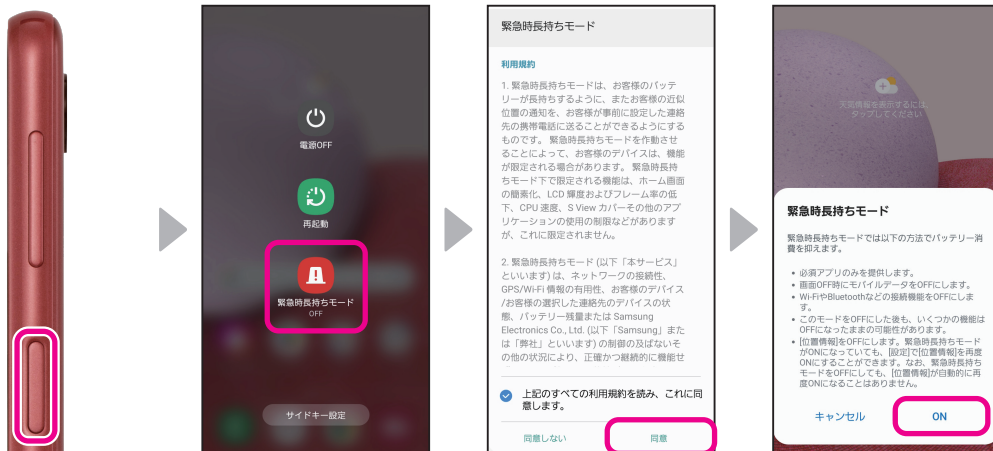 電源OFF
再起動
緊急時長持ちモード
OFF
サイドキー設定
緊急時長持ちモード
利用規約
1. 緊急時長持ちモードは、お客様のバッテ
リーが長持ちするように、またお客様の近似
位置の通知を、お客様が事前に設定した連絡
先の携帯電話に送ることができるようにする
ものです。 緊急時長持ちモードを作動させ
ることによって、お客様のデバイスは、機能
が限定される場合があります。 緊急時長持
ちモード下で限定される機能は、ホーム画面
の簡素化、LCD 輝度およびフレーム率の低
下、CPU 速度、S View カバーその他のアプ
リケーションの使用の制限などがあります
が、これに限定されません。
2. 緊急時長持ちモード (以下「本サービス」
といいます) は、ネットワークの接続性、
GPS/Wi-Fi 情報の有用性、お客様のデバイス
/お客様の選択した連絡先のデバイスの状
態、バッテリー残量または Samsung
Electronics Co., Ltd. (以下「Samsung」また
は「弊社」といいます) の制御の及ばないそ
の他の状況により、正確かつ継続的に機能せ
上記のすべての利用規約を読み、これに同
意します。
同意しない
同意
天気情報を表示するには、
タップしてください
緊急時長持ちモード
緊急時長持ちモードでは以下の方法でバッテリー消
費を抑えます。
• 必須アプリのみを提供します。
• 画面OFF時にモバイルデータをOFFにします。
• Wi-FiやBluetoothなどの接続機能をOFFにしま
す。
• このモードをOFFにした後も、いくつかの機能は
OFFになったままの可能性があります。
• [位置情報]をOFFにします。緊急時長持ちモード
がONになっていても、[設定]で[位置情報]を再度
ONにすることができます。なお、緊急時長持ち
モードをOFFにしても、[位置情報]が自動的に再
度ONになることはありません。
キャンセル
ON